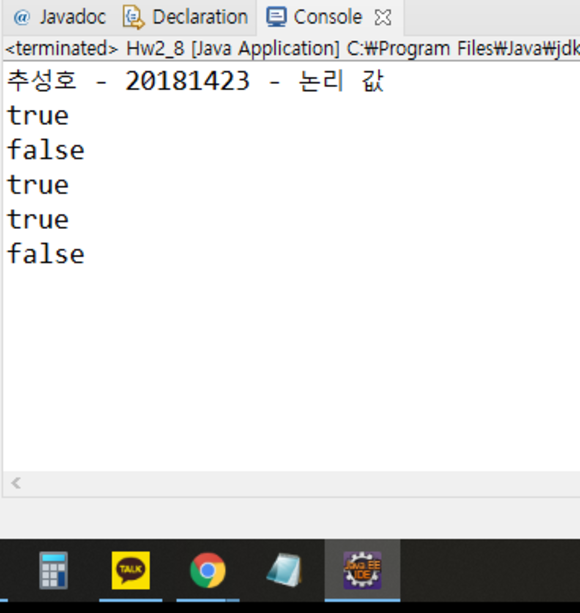 @ Javadoc Declaration Console
<terminated> Hw2_8 [Java Application] C:₩Program Files₩Java₩jdk
추성호 - 20181423 - 논리 값
true
false
true
true
false
TALK
Java EE
IDE